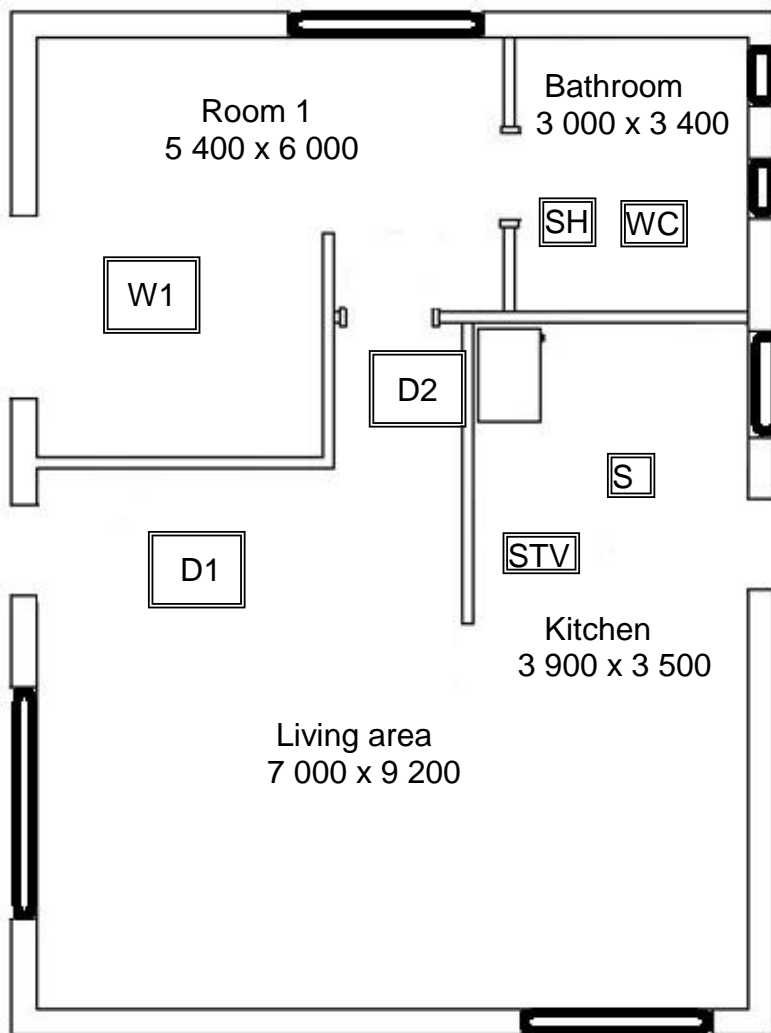 Room 1
5 400 x 6 000
Bathroom
3 000 x 3 400
SH
WC
W1
D2
S
STV
D1
Kitchen
3 900 x 3 500
Living area
7 000 x 9 200